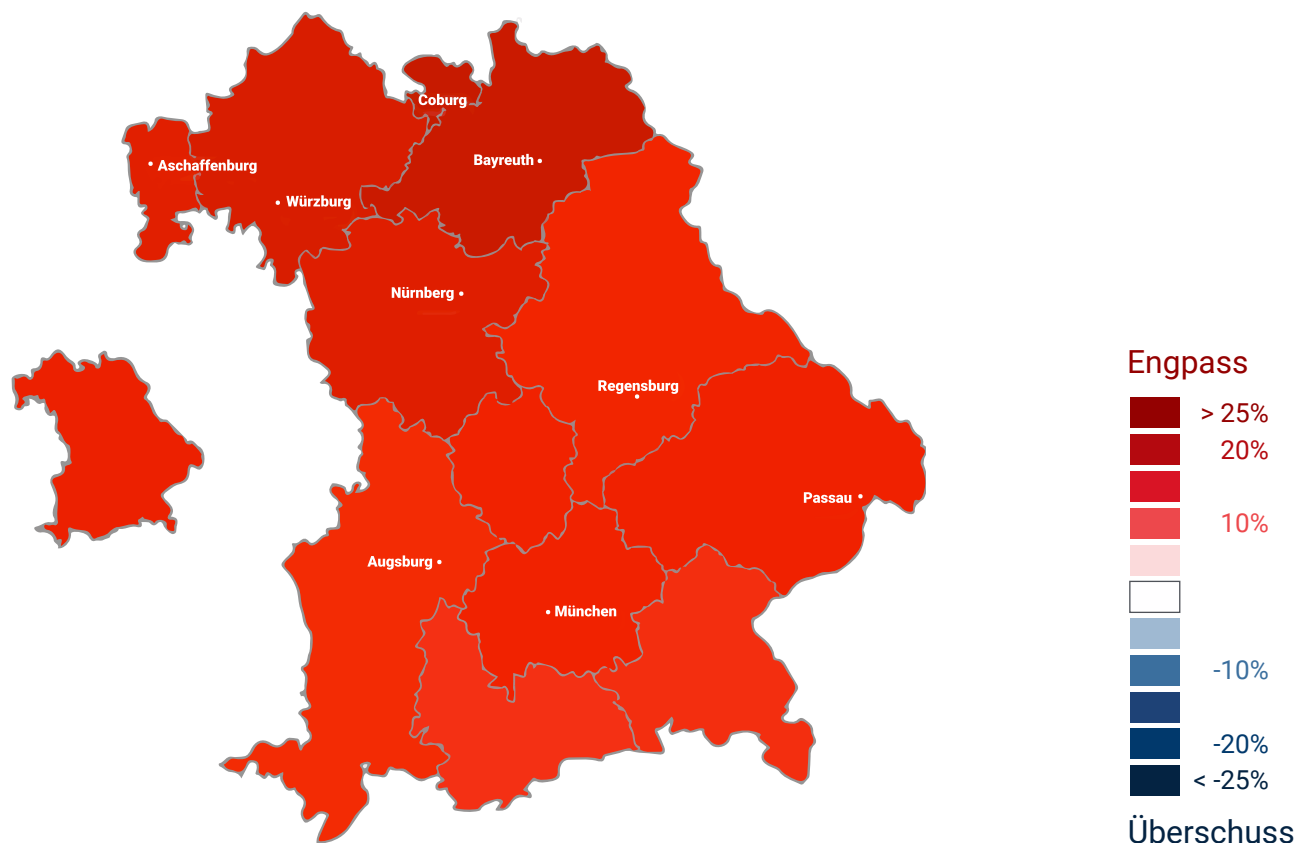 Coburg
Bayreuth
Aschaffenburg
Würzburg
Nürnberg
Regensburg
Passau
Augsburg
München
Engpass
> 25%
20%
10%
-10%
-20%
< -25%
Überschuss